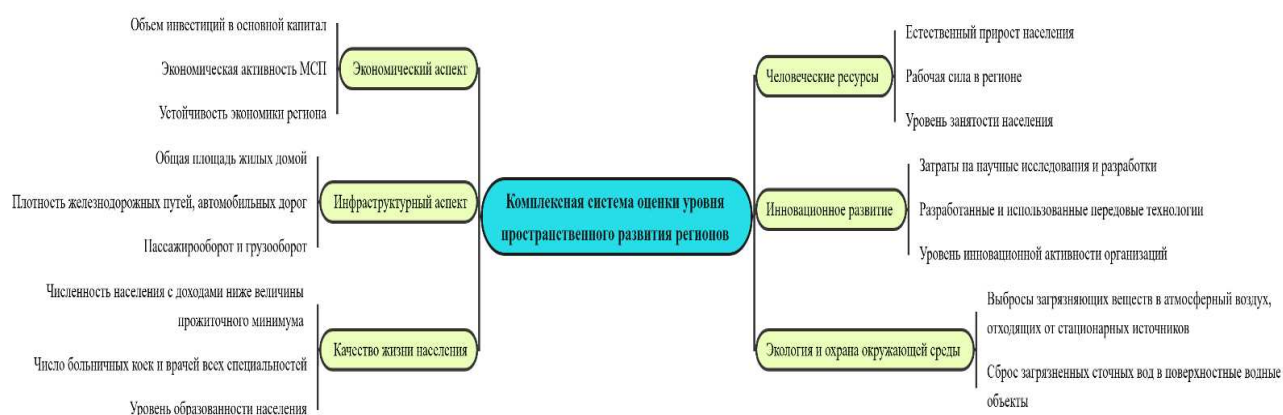 Объем инвестиций в основной капитал
Экономическая активность МСП
Устойчивость экономики региона
Экономический аспект
Общая площадь жилых домой
Плотность железнодорожных путей, автомобильных дорог
Пассажирооборот и грузооборот
Инфраструктурный аспект
Численность населения с доходами ниже величины
прожиточного минимума
Число больничных коек и врачей всех специальностей
Уровень образованности населения
Качество жизни населения
Комплексная система оценки уровня
пространственного развития регионов
Человеческие ресурсы
Естественный прирост населения
Рабочая сила в регионе
Уровень занятости населения
Инновационное развитие
Затраты на научные исследования и разработки
Разработанные и использованные передовые технологии
Уровень инновационной активности организаций
Экология и охрана окружающей среды
Выбросы загрязняющих веществ в атмосферный воздух,
отходящих от стационарных источников
Сброс загрязненных сточных вод в поверхностные водные
объекты